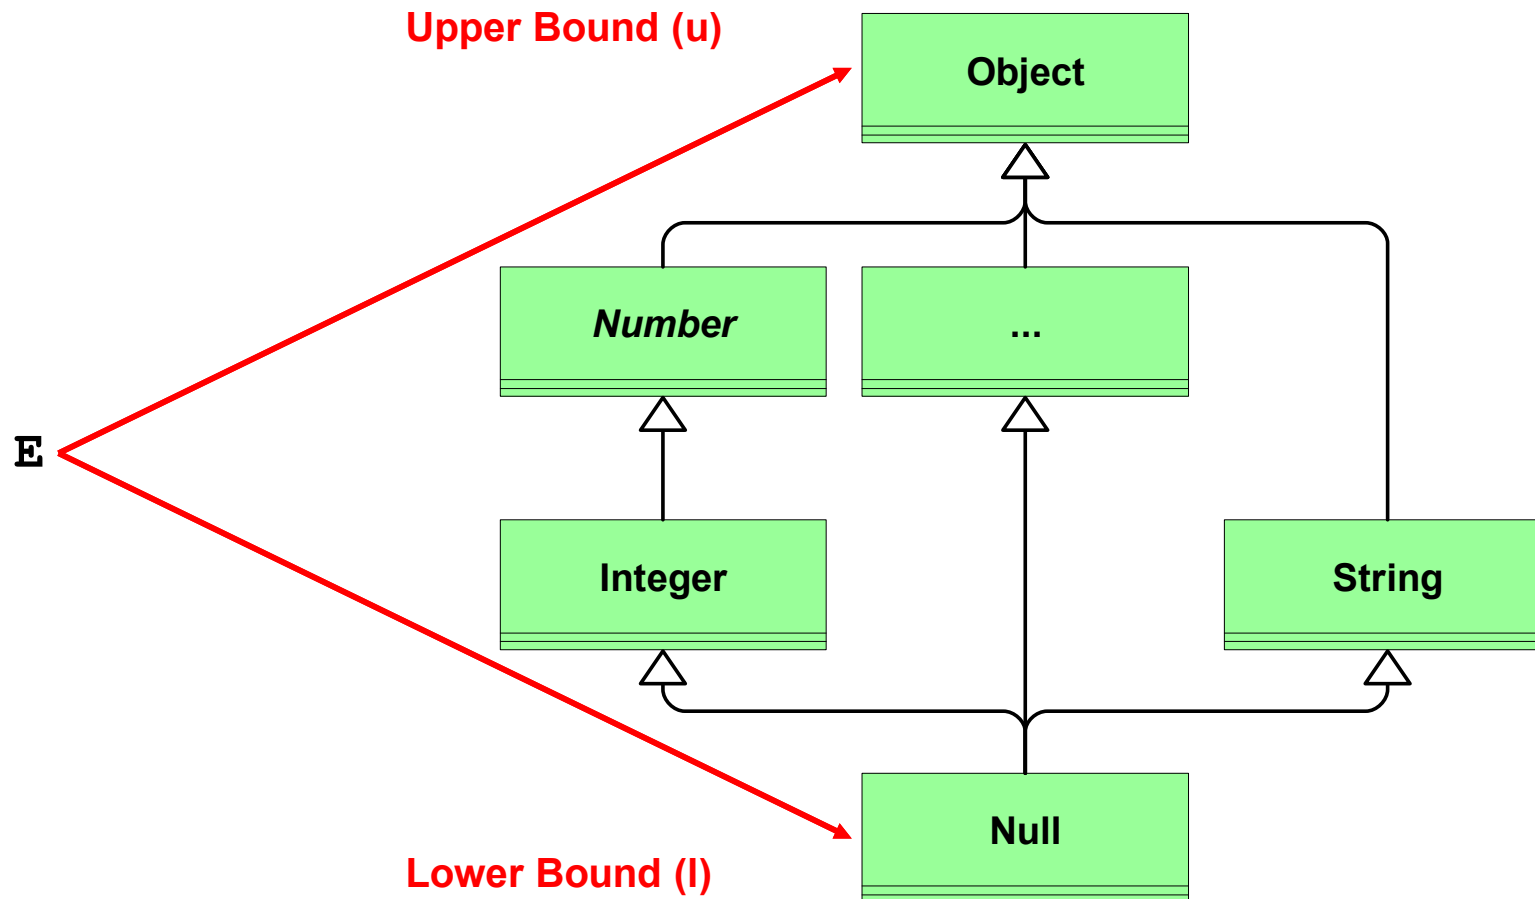 Upper Bound (u)
Object
Number
...
E
Integer
String
Null
Lower Bound (l)